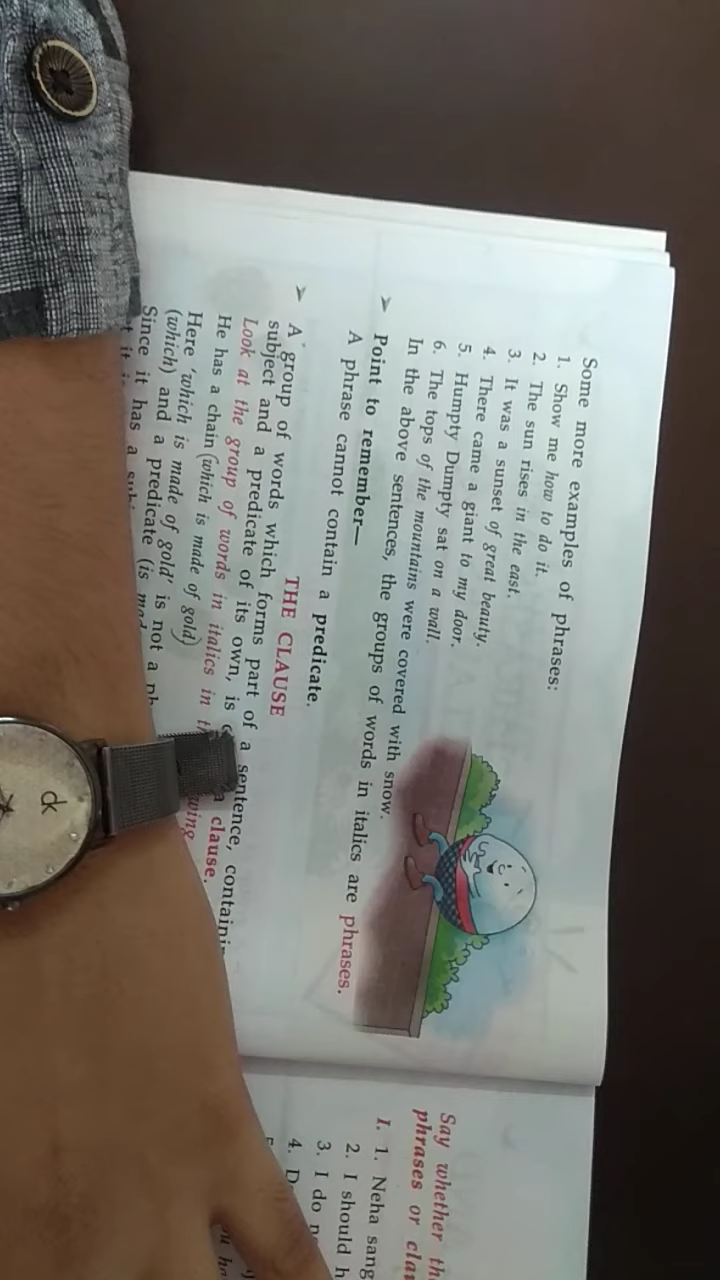 Some more examples of phrases:
1. Show me how to do it.
2. The sun rises in the east.
3. It was a sunset of great beauty.
4. There came a giant to my door.
5. Humpty Dumpty sat on a wall.
6. The tops of the mountains were covered with snow.
In the above sentences, the groups of words in italics are phrases.
➤ Point to remember—
A phrase cannot contain a predicate.
THE CLAUSE
➤ A group of words which forms part of a sentence,
subject and a predicate of its own, is a clause.
Look at the group of words in italics in
He has a chain (which is made of gold)
Here 'which is made of gold' is not a
(which) and a predicate (is
Since it has a
Say whether
phrases or
I. 1. Neha sang
2. I should
3. I do
4.
ck